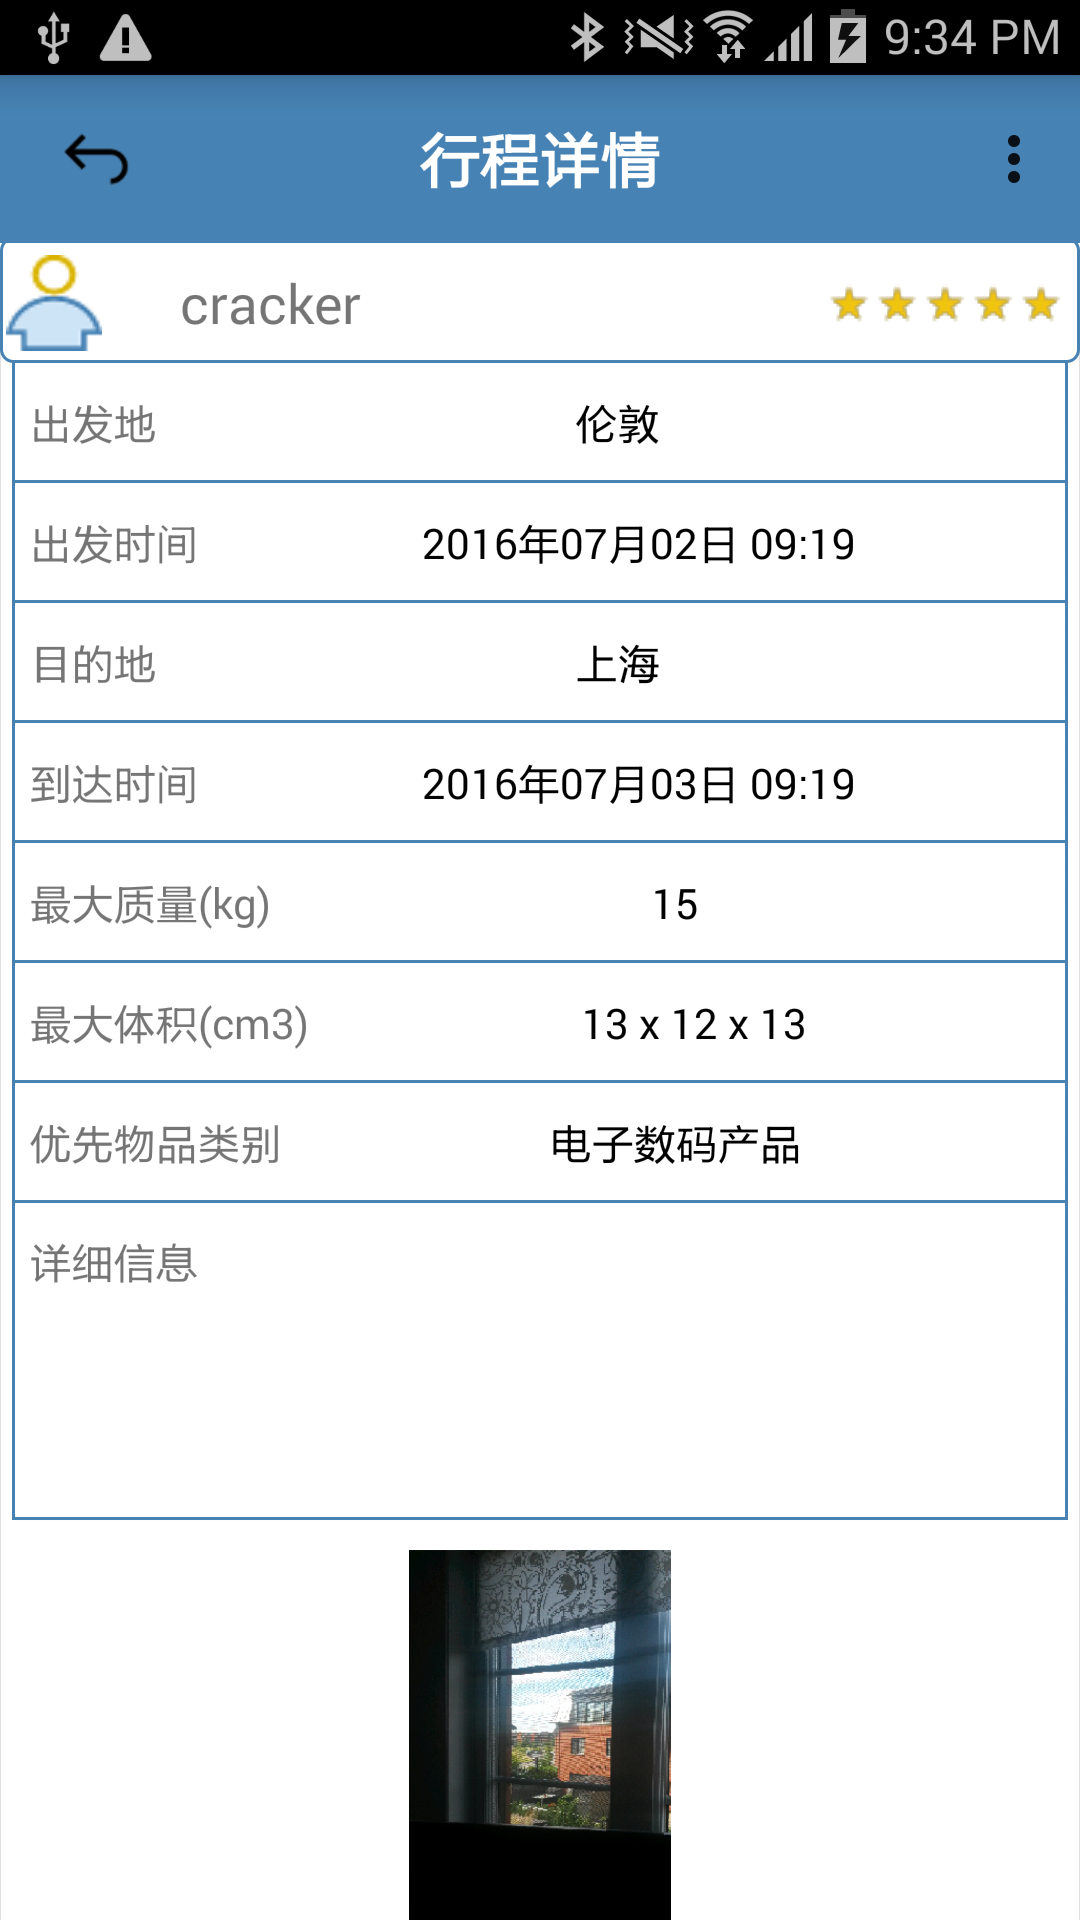 9:34 PM
行程详情
cracker
出发地 伦敦
出发时间 2016年07月02日 09:19
目的地 上海
到达时间 2016年07月03日 09:19
最大质量(kg) 15
最大体积(cm3) 13 x 12 x 13
优先物品类别 电子数码产品
详细信息